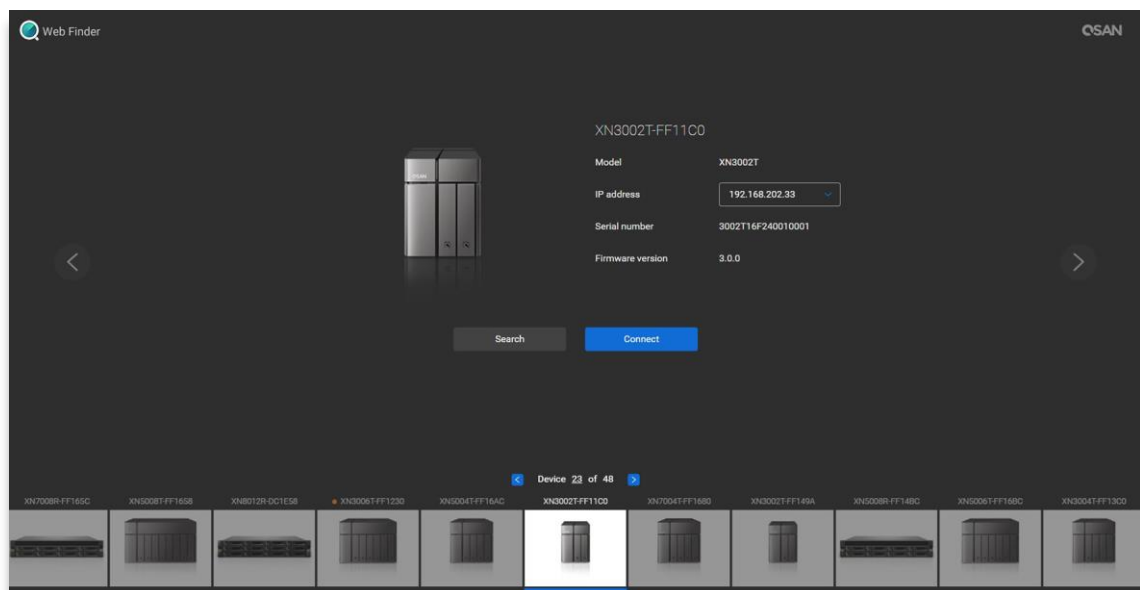 Web Finder
QSAN
XN3002T-FF11C0
Model XN3002T
IP address 192.168.202.33
Serial number 3002T16F240010001
Firmware version 3.0.0
Search Connect
Device 23 of 48
XN7008R-FF165C XN5008T-FF1658 XN8012R-DC1E58 XN3006T-FF1230 XN5004T-FF16AC XN3002T-FF11C0 XN7004T-FF1680 XN3002T-FF149A XN5008R-FF148C XN5006T-FF16BC XN3004T-FF13C0
QSAN